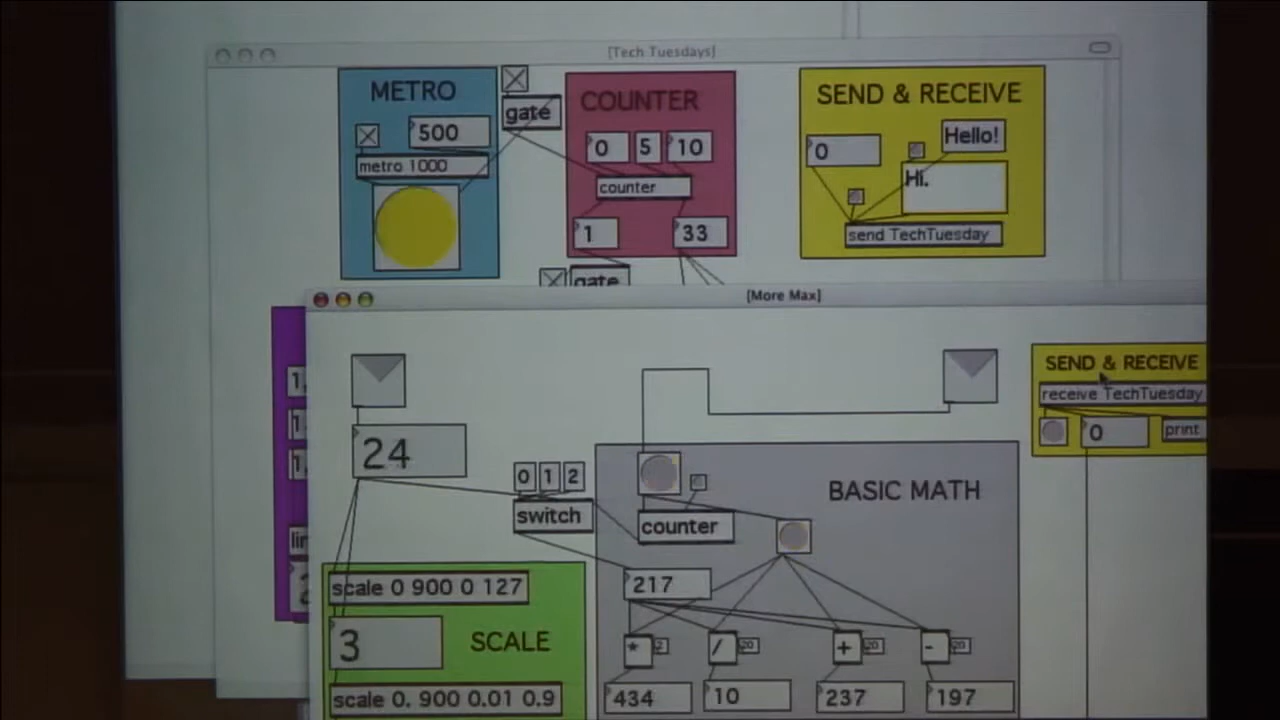 [Tech Tuesdays]
METRO
500
metro 1000
gate
COUNTER
0 5 10
counter
1 33
gate
SEND & RECEIVE
0
Hello!
Hi.
send TechTuesday
[More Max]
24
0 1 2
switch
scale 0 900 0 127
3
SCALE
scale 0. 900 0.01 0.9
BASIC MATH
counter
217
* 2
/ 20
+ 20
- 20
434
10
237
197
SEND & RECEIVE
receive TechTuesday
0
print